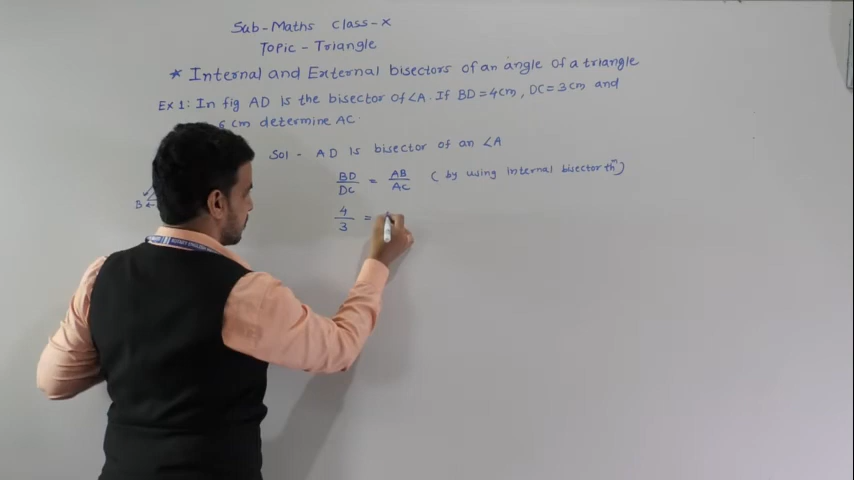 Sub-Maths Class-X
Topic - Triangle
* Internal and External bisectors of an angle of a triangle
Ex 1: In fig AD is the bisector of ∠A. If BD = 4cm, DC = 3cm and
6 cm determine AC.
Sol - AD is bisector of an ∠A
BD/DC = AB/AC (by using internal bisector thm)
4/3 =
B